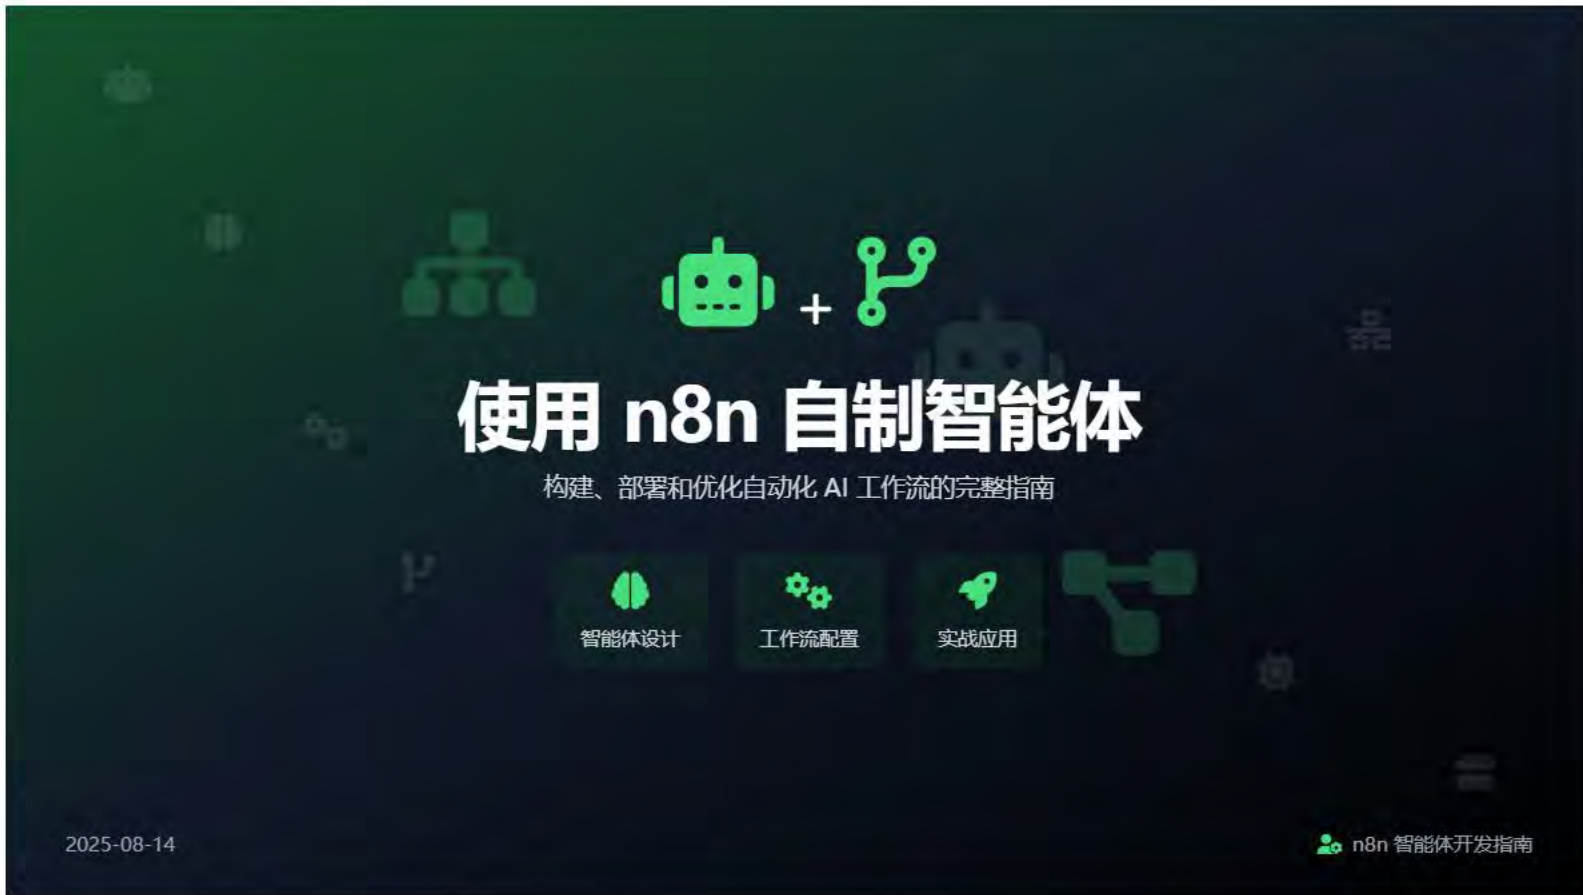 +
使用 n8n 自制智能体
构建、部署和优化自动化 AI 工作流的完整指南
智能体设计
工作流配置
实战应用
2025-08-14
n8n 智能体开发指南